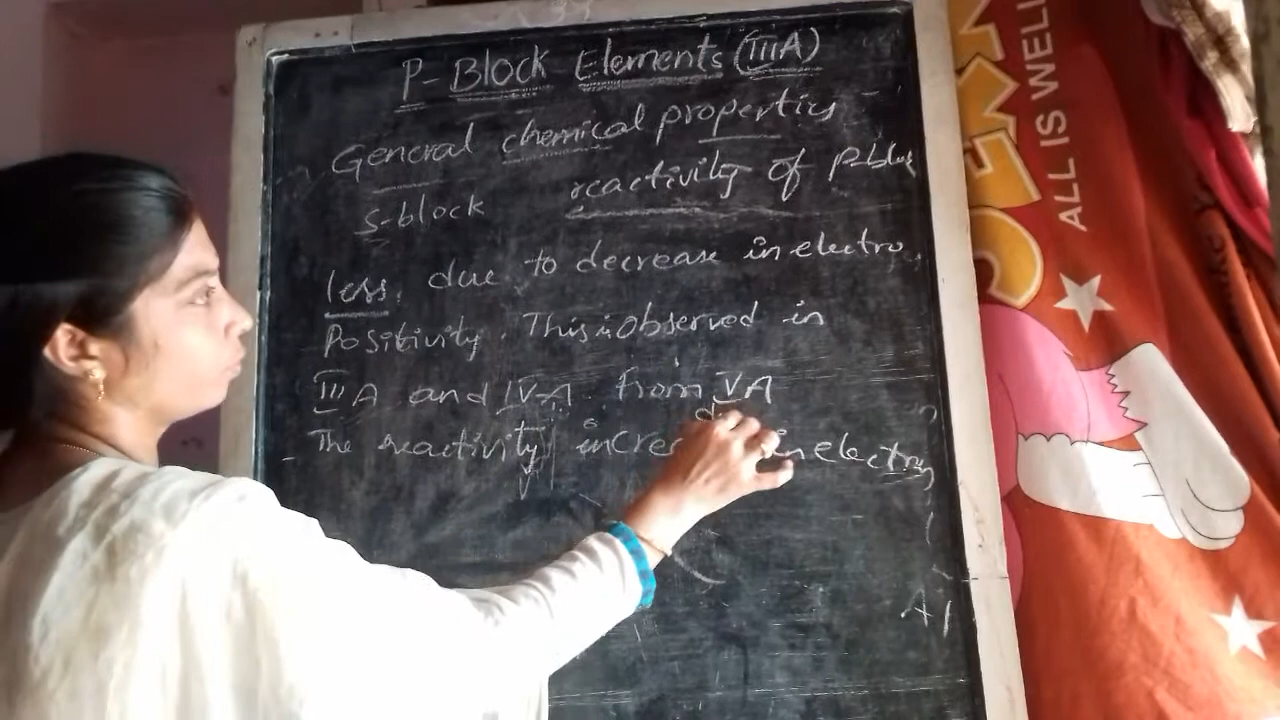 P-Block Elements (IIIA)
General chemical properties
s-block reactivity of P-block
less, due to decrease in electro
Positivity. This is observed in
IIIA and IVA. from VA
The reactivity increa in electro
Al
ALL IS WELL